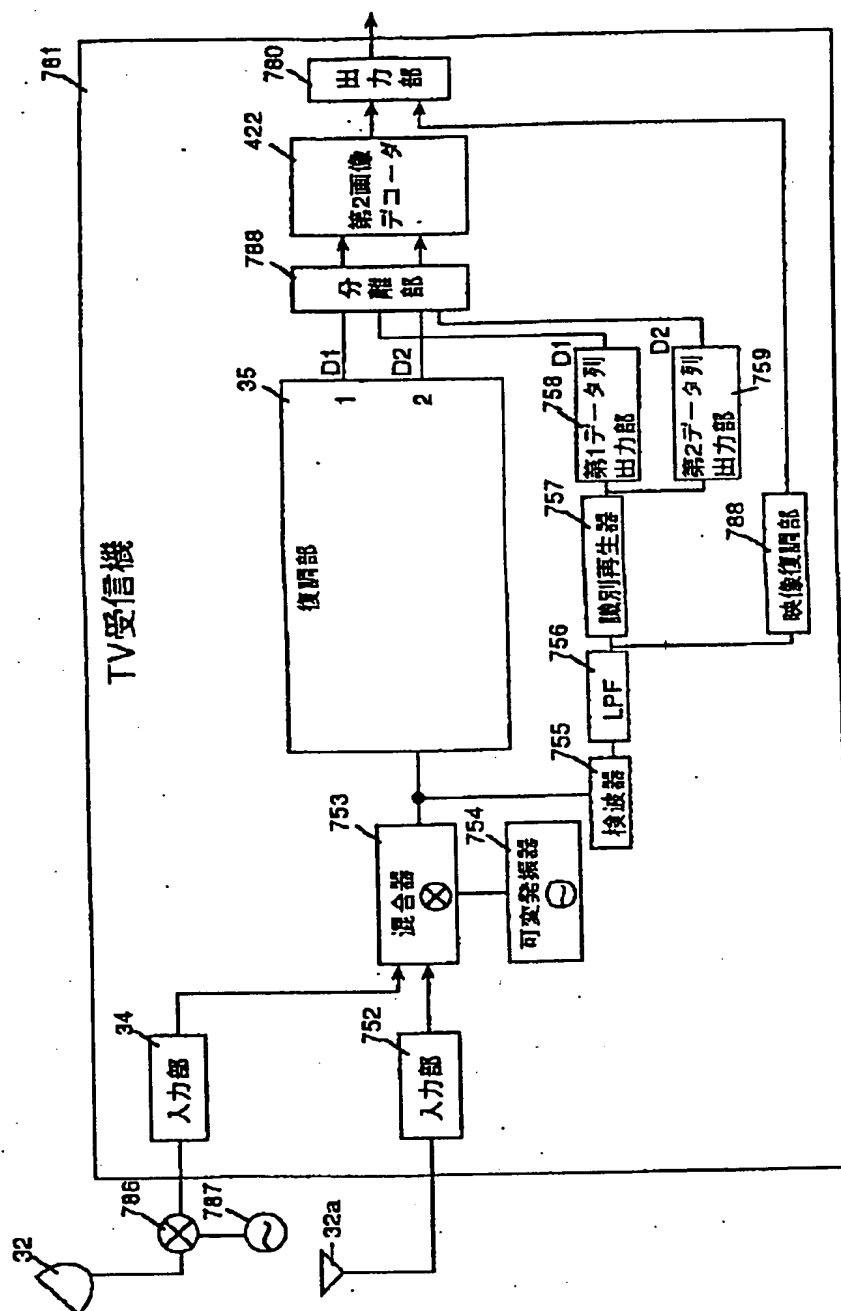 TV受信機
781
32
786
787
32a
34
入力部
752
入力部
753
混合器
754
可変発振器
35
復調部
D1
1
D2
2
755
検波器
756
LPF
757
識別再生器
758
第1データ列
出力部
D1
第2データ列
出力部
D2
759
788
映像復調部
788
分離部
422
第2画像
デコーダ
780
出力部